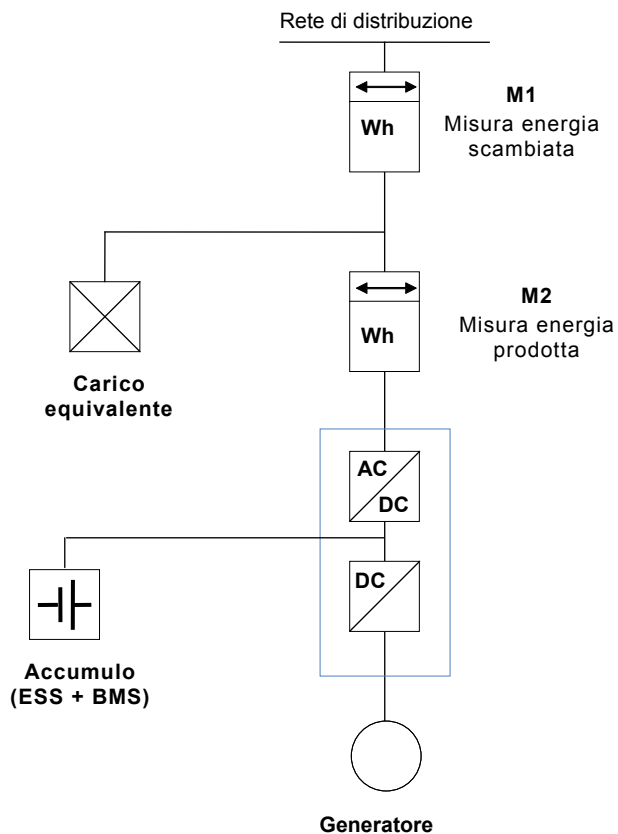 Rete di distribuzione
M1
Wh
Misura energia
scambiata
M2
Wh
Misura energia
prodotta
Carico
equivalente
AC
DC
DC
Accumulo
(ESS + BMS)
Generatore